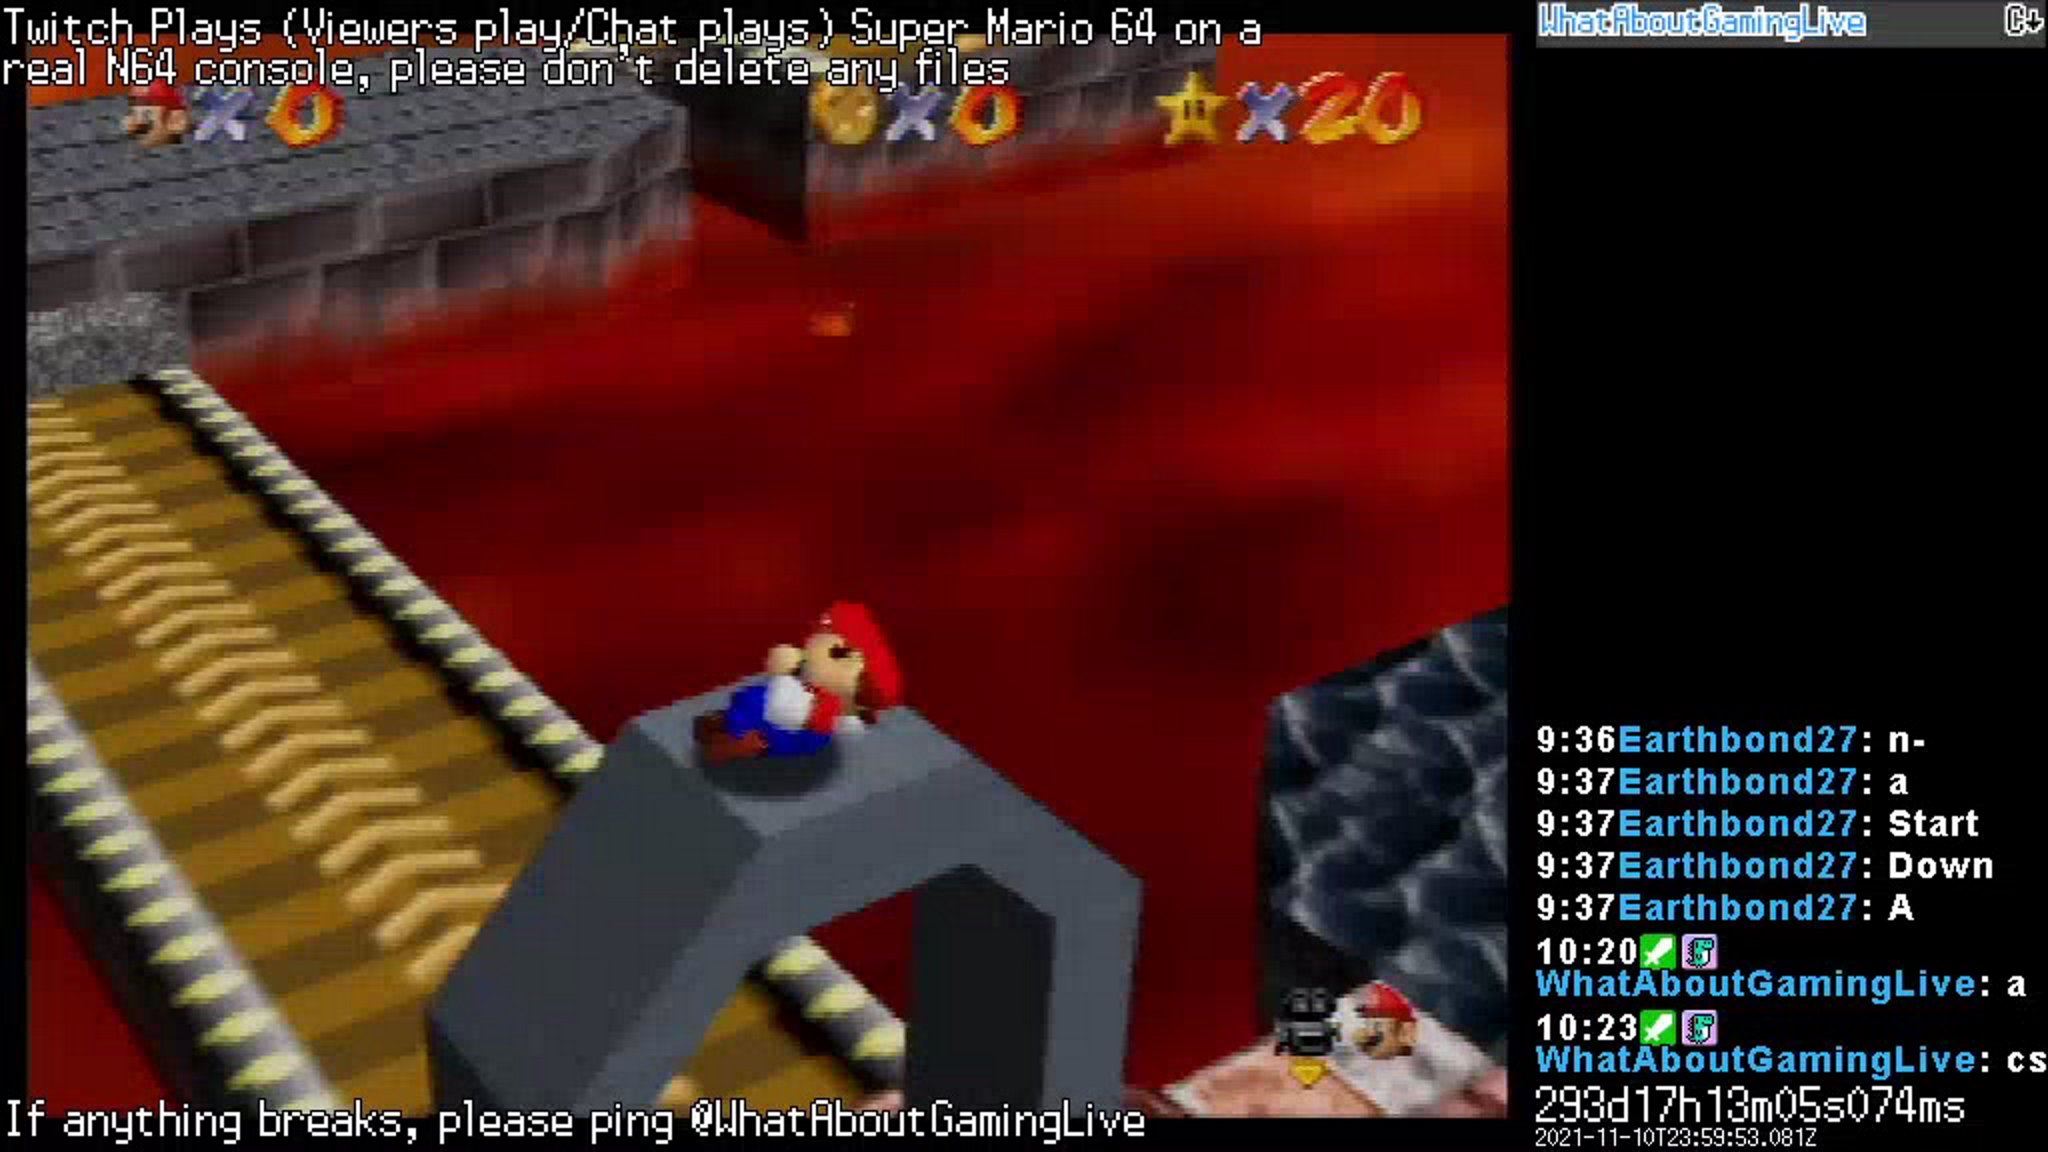 Twitch Plays (Viewers play/Chat plays) Super Mario 64 on a
real N64 console, please don't delete any files
x 0
x 0
x 20
WhatAboutGamingLive
C↓
9:36Earthbond27: n-
9:37Earthbond27: a
9:37Earthbond27: Start
9:37Earthbond27: Down
9:37Earthbond27: A
10:20
WhatAboutGamingLive: a
10:23
WhatAboutGamingLive: cs
293d17h13m05s074ms
2021-11-10T23:59:53.081Z
If anything breaks, please ping @WhatAboutGamingLive